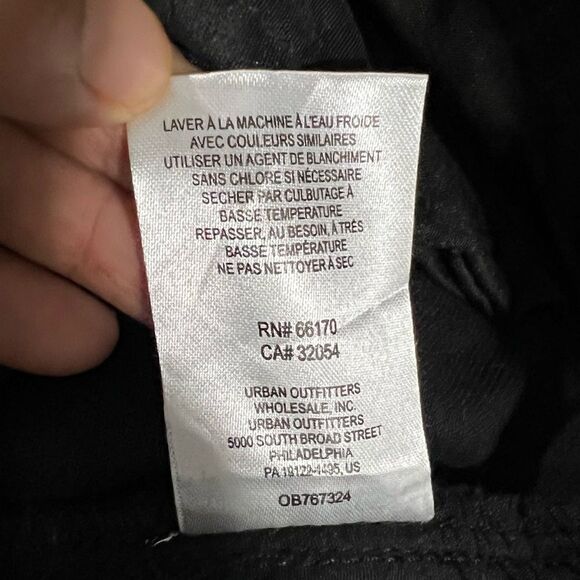 LAVER À LA MACHINE À L'EAU FROIDE
AVEC COULEURS SIMILAIRES
UTILISER UN AGENT DE BLANCHIMENT
SANS CHLORE SI NÉCESSAIRE
SECHER PAR CULBUTAGE À
BASSE TEMPÉRATURE
REPASSER, AU BESOIN, À TRÈS
BASSE TEMPÉRATURE
NE PAS NETTOYER À SEC
RN# 66170
CA# 32054
URBAN OUTFITTERS
WHOLESALE, INC.
URBAN OUTFITTERS
5000 SOUTH BROAD STREET
PHILADELPHIA
PA 19122-1495, US
OB767324